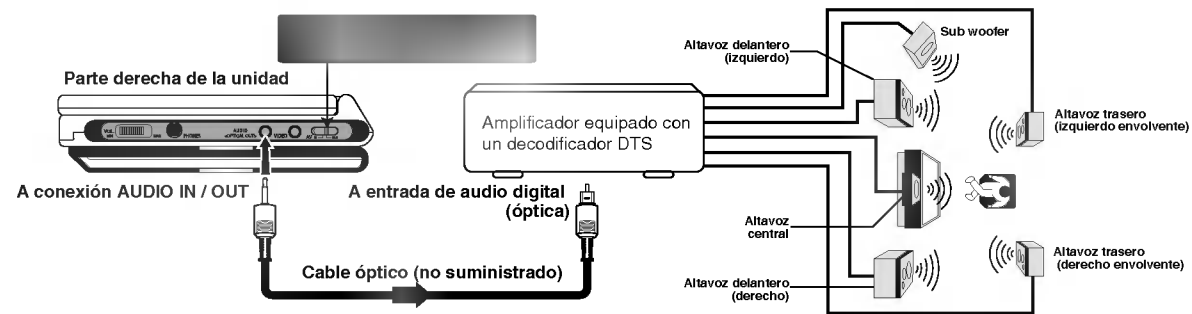 Sub woofer
Altavoz delantero
(izquierdo)
Parte derecha de la unidad
VOL.
AUDIO
VIDEO
Amplificador equipado con
un decodificador DTS
Altavoz trasero
(izquierdo envolvente)
A conexión AUDIO IN / OUT
A entrada de audio digital
(óptica)
Altavoz
central
Cable óptico (no suministrado)
Altavoz trasero
(derecho envolvente)
Altavoz delantero
(derecho)